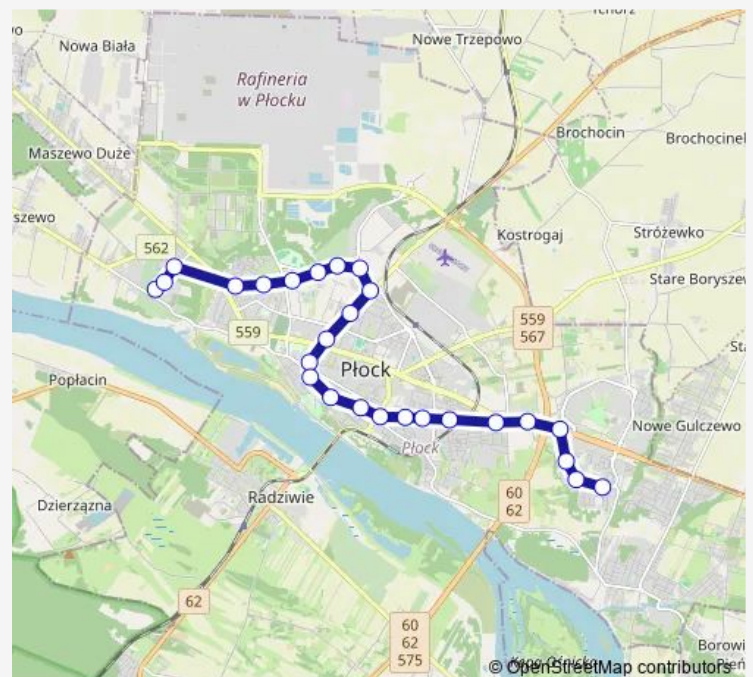 Nowa Biała
Nowe Trzepowo
Rafineria
w Płocku
Brochocin
Maszewo Duże
szewo
Kostrogaj
Stróżewko
562
Stare Boryszew
559
559
567
Płock
Popłacin
Nowe Gulczewo
Płock
Radziwie
Dzierzązna
60
62
62
60
62
575
Borowi
© OpenStreetMap contributors